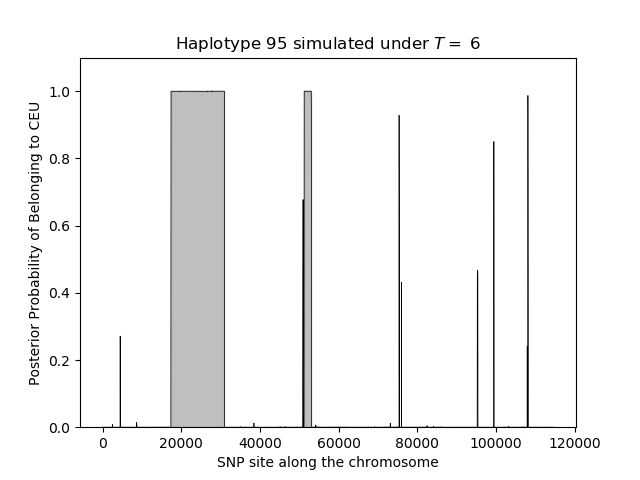 Haplotype 95 simulated under T = 6
Posterior Probability of Belonging to CEU
1.0
0.8
0.6
0.4
0.2
0.0
0 20000 40000 60000 80000 100000 120000
SNP site along the chromosome